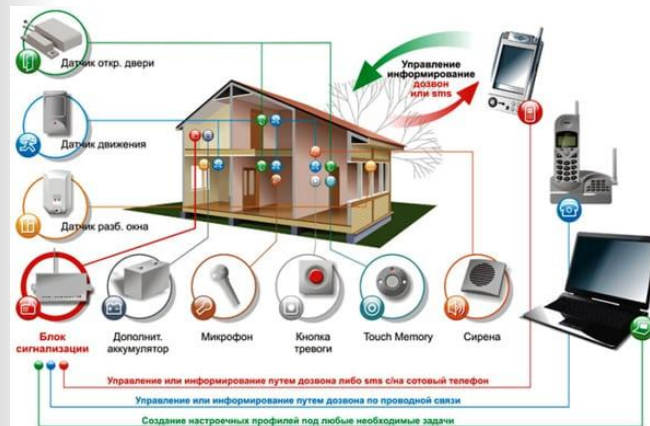 Датчик откр. двери
Управление
информирование
дозвон
или sms
Датчик движения
Датчик разб. окна
Блок
сигнализации
Дополнит.
аккумулятор
Микрофон
Кнопка
тревоги
Touch Memory
Сирена
Управление или информирование путем дозвона либо sms с/на сотовый телефон
Управление или информирование путем дозвона по проводной связи
Создание настроечных профилей под любые необходимые задачи